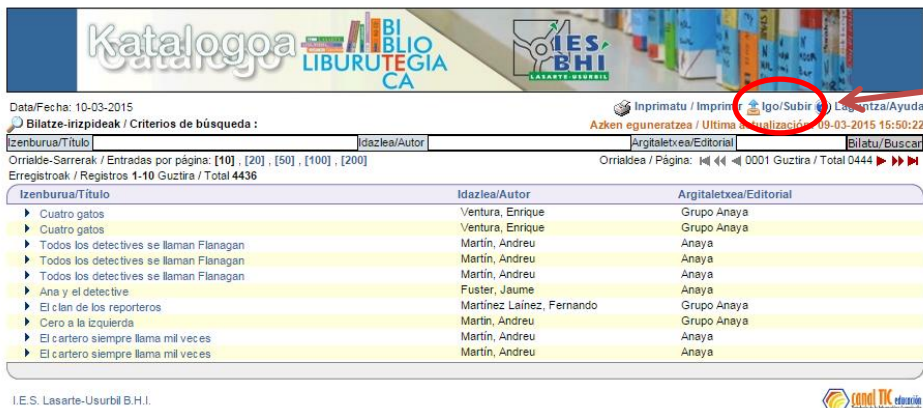 Katalogoa
BI
BLIO
LIBURUTEGIA
CA
IES
BHI
LASARTE-USURBIL
Data/Fecha: 10-03-2015
Inprimatu / Imprimir Igo/Subir Laguntza/Ayuda
Bilatze-irizpideak / Criterios de búsqueda :
Azken eguneratzea / Ultima actualización: 09-03-2015 15:50:22
Izenburua/Título Idazlea/Autor Argitaletxea/Editorial Bilatu/Buscar
Orrialde-Sarrerak / Entradas por página: [10] , [20] , [50] , [100] , [200]
Orrialdea / Página: 0001 Guztira / Total 0444
Erregistroak / Registros 1-10 Guztira / Total 4436
Izenburua/Título Idazlea/Autor Argitaletxea/Editorial
Cuatro gatos Ventura, Enrique Grupo Anaya
Cuatro gatos Ventura, Enrique Grupo Anaya
Todos los detectives se llaman Flanagan Martín, Andreu Anaya
Todos los detectives se llaman Flanagan Martín, Andreu Anaya
Todos los detectives se llaman Flanagan Martín, Andreu Anaya
Ana y el detective Fuster, Jaume Anaya
El clan de los reporteros Martínez Laínez, Fernando Grupo Anaya
Cero a la izquierda Martin, Andreu Grupo Anaya
El cartero siempre llama mil veces Martín, Andreu Anaya
El cartero siempre llama mil veces Martín, Andreu Anaya
I.E.S. Lasarte-Usurbil B.H.I.
canal TIC educación